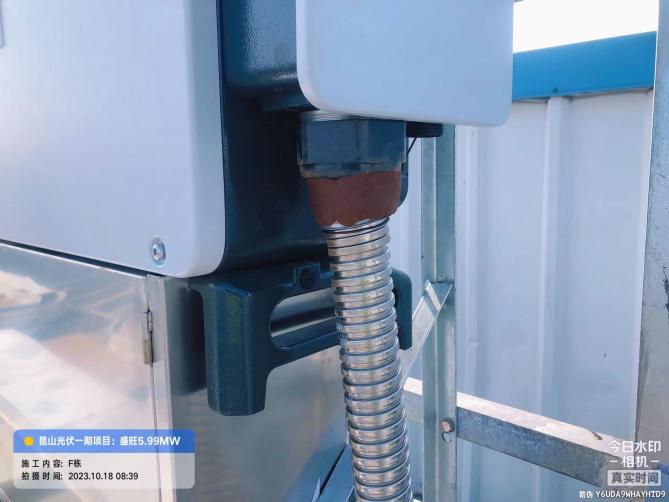 昆山光伏一期项目：盛旺5.99MW
施工内容：F栋
拍摄时间：2023.10.18 08:39
今日水印
－相机－
真实时间
防伪 Y6UDA9WHAYHZD9